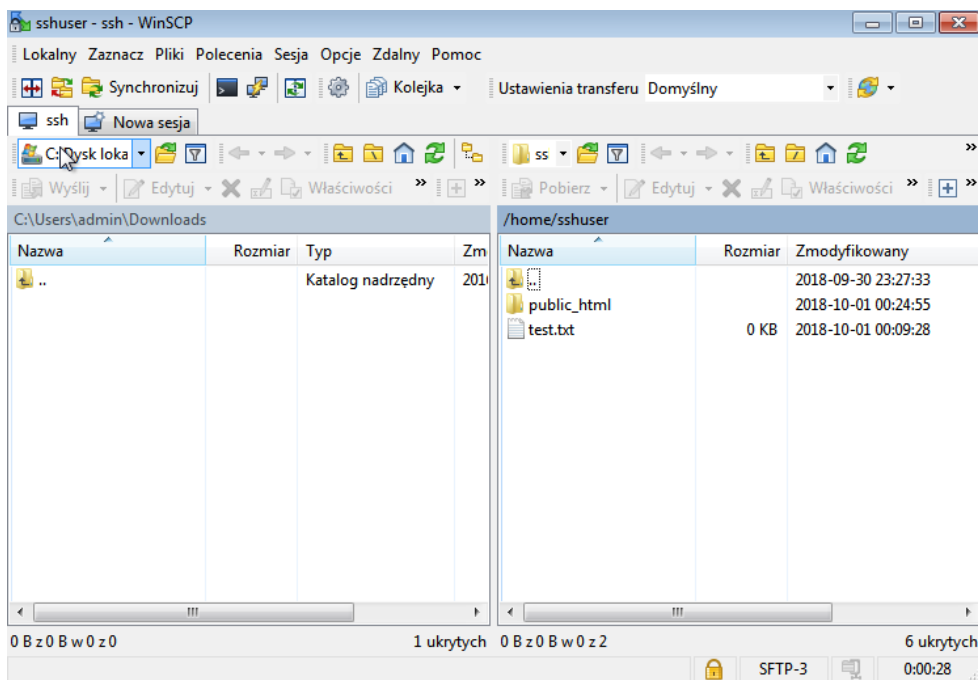 sshuser - ssh - WinSCP
Lokalny Zaznacz Pliki Polecenia Sesja Opcje Zdalny Pomoc
Synchronizuj Kolejka Ustawienia transferu Domyślny
ssh Nowa sesja
C: Dysk loka ss
Wyślij Edytuj Właściwości » » Pobierz Edytuj Właściwości » »
C:\Users\admin\Downloads /home/sshuser
Nazwa Rozmiar Typ Zm Nazwa Rozmiar Zmodyfikowany
.. Katalog nadrzędny .. 2018-09-30 23:27:33
public_html 2018-10-01 00:24:55
test.txt 0 KB 2018-10-01 00:09:28
0 B z 0 B w 0 z 0 1 ukrytych 0 B z 0 B w 0 z 2 6 ukrytych
SFTP-3 0:00:28